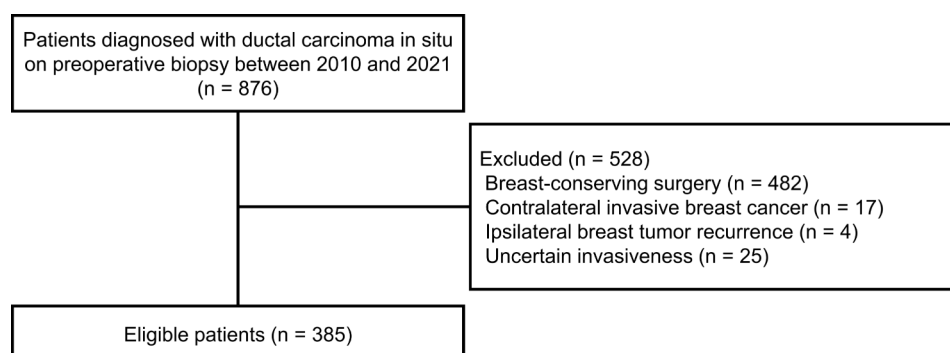 Patients diagnosed with ductal carcinoma in situ
on preoperative biopsy between 2010 and 2021
(n = 876)
Excluded (n = 528)
Breast-conserving surgery (n = 482)
Contralateral invasive breast cancer (n = 17)
Ipsilateral breast tumor recurrence (n = 4)
Uncertain invasiveness (n = 25)
Eligible patients (n = 385)